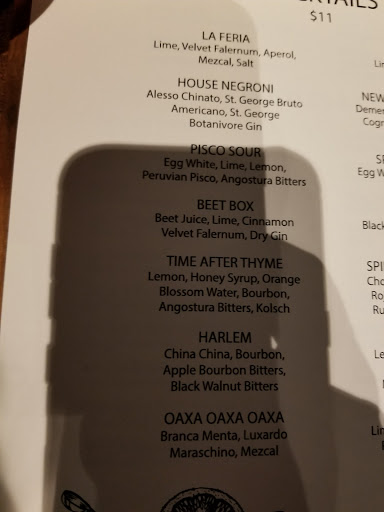 $11
LA FERIA
Lime, Velvet Falernum, Aperol,
Mezcal, Salt
HOUSE NEGRONI
Alesso Chinato, St. George Bruto
Americano, St. George
Botanivore Gin
PISCO SOUR
Egg White, Lime, Lemon,
Peruvian Pisco, Angostura Bitters
BEET BOX
Beet Juice, Lime, Cinnamon
Velvet Falernum, Dry Gin
TIME AFTER THYME
Lemon, Honey Syrup, Orange
Blossom Water, Bourbon,
Angostura Bitters, Kolsch
HARLEM
China China, Bourbon,
Apple Bourbon Bitters,
Black Walnut Bitters
OAXA OAXA OAXA
Branca Menta, Luxardo
Maraschino, Mezcal
NEW
Egg W
Black